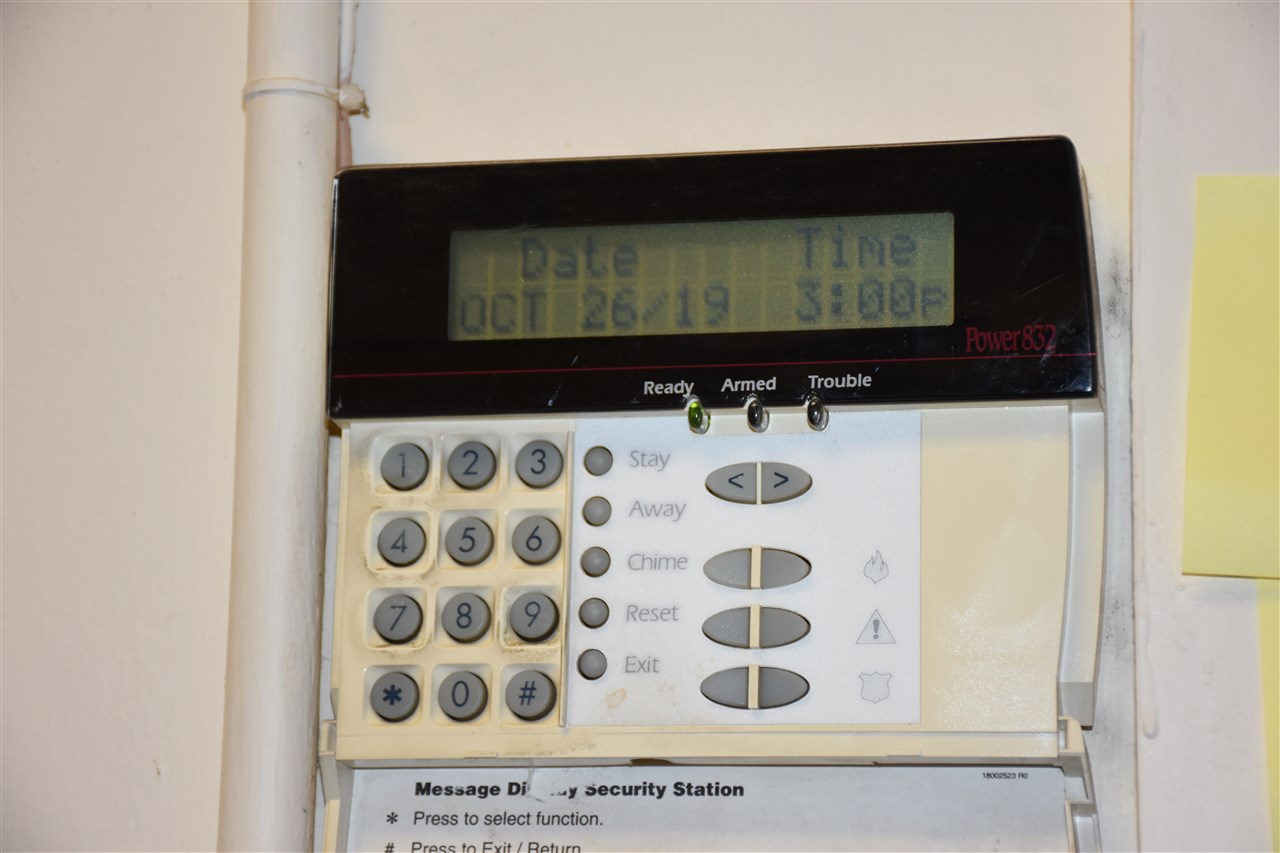 Date Time
OCT 26/19 3:00p
Power832
Ready Armed Trouble
1 2 3
Stay
< >
Away
4 5 6
Chime
7 8 9
Reset
Exit
* 0 #
18002523 R0
Message Security Station
* Press to select function.
# Press to Exit / Return